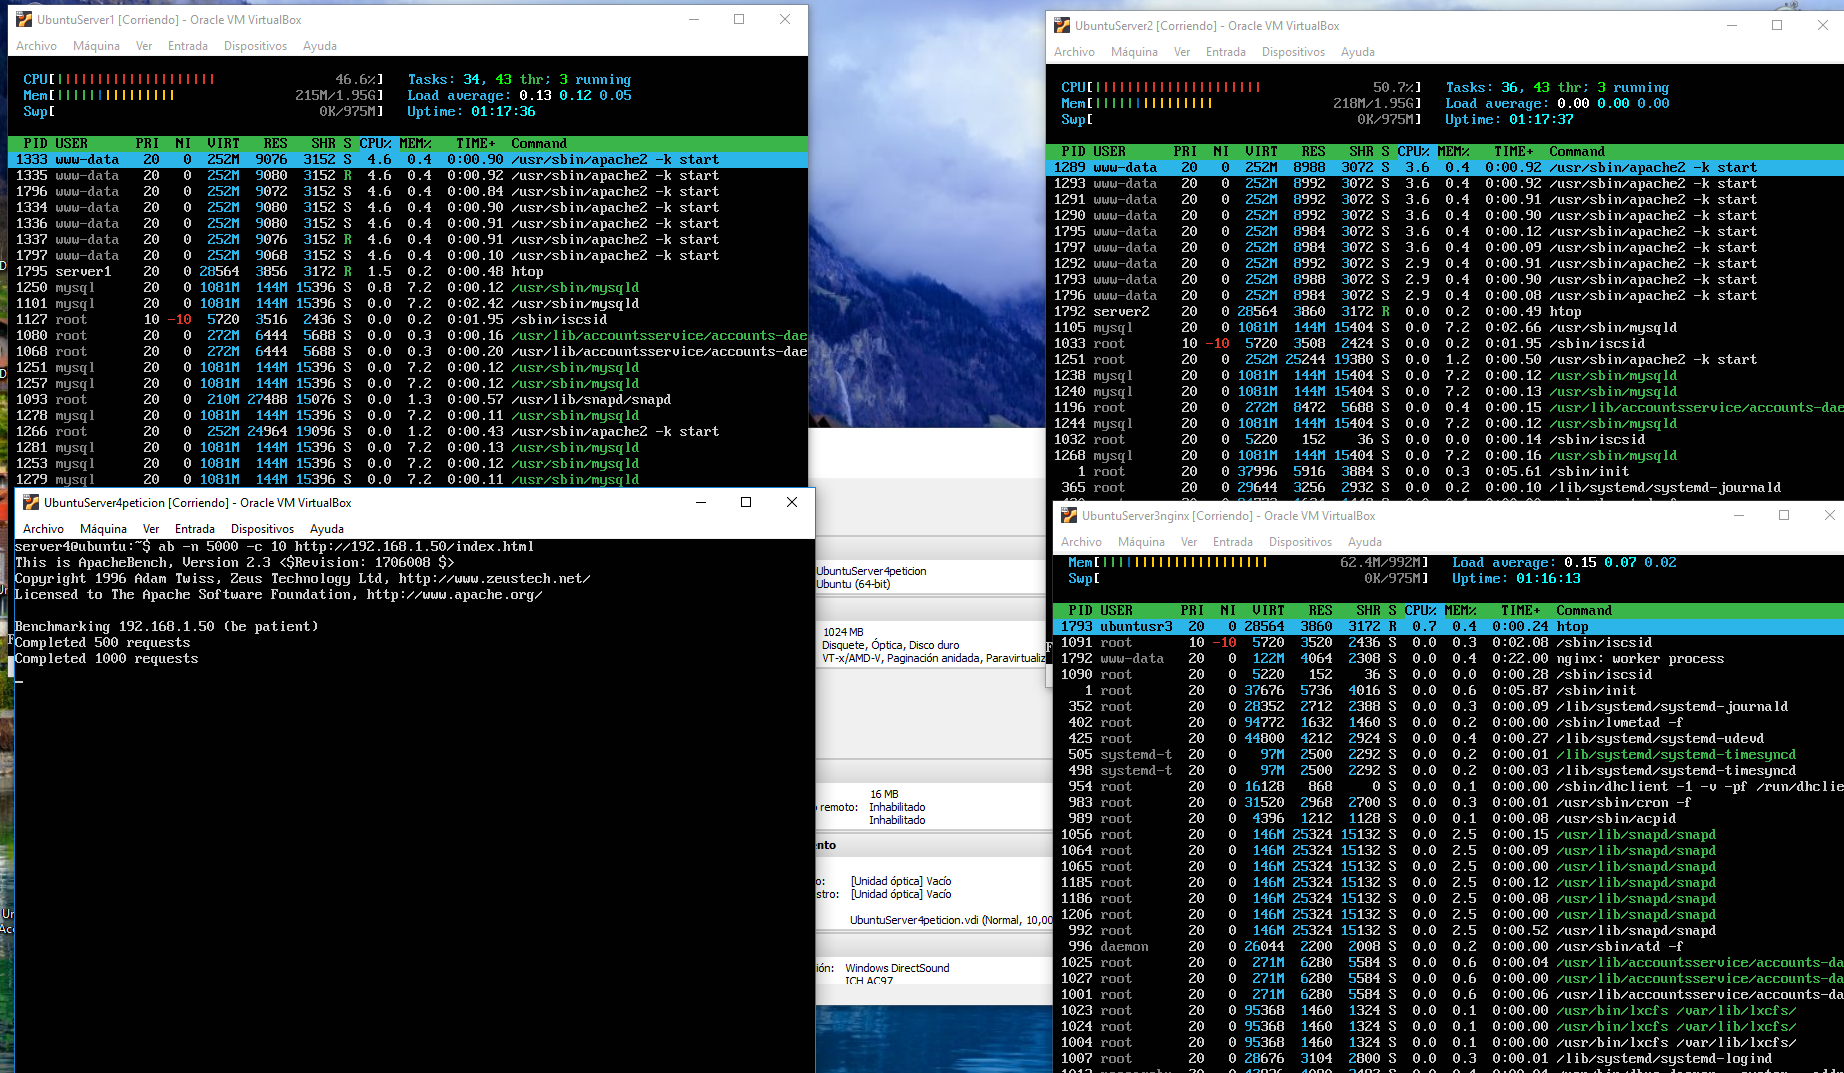 UbuntuServer1 [Corriendo] - Oracle VM VirtualBox
Archivo Máquina Ver Entrada Dispositivos Ayuda
CPU[ 46.6%] Tasks: 34, 43 thr; 3 running
Mem[ 215M/1.95G] Load average: 0.13 0.12 0.05
Swp[ 0K/975M] Uptime: 01:17:36
PID USER PRI NI VIRT RES SHR S CPU% MEM% TIME+ Command
1333 www-data 20 0 252M 9076 3152 S 4.6 0.4 0:00.90 /usr/sbin/apache2 -k start
1335 www-data 20 0 252M 9080 3152 R 4.6 0.4 0:00.92 /usr/sbin/apache2 -k start
1796 www-data 20 0 252M 9072 3152 S 4.6 0.4 0:00.84 /usr/sbin/apache2 -k start
1334 www-data 20 0 252M 9080 3152 S 4.6 0.4 0:00.90 /usr/sbin/apache2 -k start
1336 www-data 20 0 252M 9080 3152 S 4.6 0.4 0:00.91 /usr/sbin/apache2 -k start
1337 www-data 20 0 252M 9076 3152 R 4.6 0.4 0:00.91 /usr/sbin/apache2 -k start
1797 www-data 20 0 252M 9068 3152 S 4.6 0.4 0:00.10 /usr/sbin/apache2 -k start
1795 server1 20 0 28564 3856 3172 R 1.5 0.2 0:00.48 htop
1250 mysql 20 0 1081M 144M 15396 S 0.8 7.2 0:00.12 /usr/sbin/mysqld
1101 mysql 20 0 1081M 144M 15396 S 0.0 7.2 0:02.42 /usr/sbin/mysqld
1127 root 10 -10 5720 3516 2436 S 0.0 0.2 0:01.95 /sbin/iscsid
1080 root 20 0 272M 6444 5688 S 0.0 0.3 0:00.16 /usr/lib/accountsservice/accounts-dae
1068 root 20 0 272M 6444 5688 S 0.0 0.3 0:00.20 /usr/lib/accountsservice/accounts-dae
1251 mysql 20 0 1081M 144M 15396 S 0.0 7.2 0:00.12 /usr/sbin/mysqld
1257 mysql 20 0 1081M 144M 15396 S 0.0 7.2 0:00.12 /usr/sbin/mysqld
1093 root 20 0 210M 27488 15076 S 0.0 1.3 0:00.57 /usr/lib/snapd/snapd
1278 mysql 20 0 1081M 144M 15396 S 0.0 7.2 0:00.11 /usr/sbin/mysqld
1266 root 20 0 252M 24964 19096 S 0.0 1.2 0:00.43 /usr/sbin/apache2 -k start
1281 mysql 20 0 1081M 144M 15396 S 0.0 7.2 0:00.13 /usr/sbin/mysqld
1253 mysql 20 0 1081M 144M 15396 S 0.0 7.2 0:00.12 /usr/sbin/mysqld
1279 mysql 20 0 1081M 144M 15396 S 0.0 7.2 0:00.11 /usr/sbin/mysqld
UbuntuServer2 [Corriendo] - Oracle VM VirtualBox
Archivo Máquina Ver Entrada Dispositivos Ayuda
CPU[ 50.7%] Tasks: 36, 43 thr; 3 running
Mem[ 218M/1.95G] Load average: 0.00 0.00 0.00
Swp[ 0K/975M] Uptime: 01:17:37
PID USER PRI NI VIRT RES SHR S CPU% MEM% TIME+ Command
1289 www-data 20 0 252M 8988 3072 S 3.6 0.4 0:00.92 /usr/sbin/apache2 -k start
1293 www-data 20 0 252M 8992 3072 S 3.6 0.4 0:00.92 /usr/sbin/apache2 -k start
1291 www-data 20 0 252M 8992 3072 S 3.6 0.4 0:00.91 /usr/sbin/apache2 -k start
1290 www-data 20 0 252M 8992 3072 S 3.6 0.4 0:00.90 /usr/sbin/apache2 -k start
1795 www-data 20 0 252M 8984 3072 S 3.6 0.4 0:00.12 /usr/sbin/apache2 -k start
1797 www-data 20 0 252M 8984 3072 S 3.6 0.4 0:00.09 /usr/sbin/apache2 -k start
1292 www-data 20 0 252M 8992 3072 S 2.9 0.4 0:00.91 /usr/sbin/apache2 -k start
1793 www-data 20 0 252M 8988 3072 S 2.9 0.4 0:00.90 /usr/sbin/apache2 -k start
1796 www-data 20 0 252M 8984 3072 S 2.9 0.4 0:00.08 /usr/sbin/apache2 -k start
1792 server2 20 0 28564 3860 3172 R 0.0 0.2 0:00.49 htop
1105 mysql 20 0 1081M 144M 15404 S 0.0 7.2 0:02.66 /usr/sbin/mysqld
1033 root 10 -10 5720 3508 2424 S 0.0 0.2 0:01.95 /sbin/iscsid
1251 root 20 0 252M 25244 19380 S 0.0 1.2 0:00.50 /usr/sbin/apache2 -k start
1238 mysql 20 0 1081M 144M 15404 S 0.0 7.2 0:00.12 /usr/sbin/mysqld
1240 mysql 20 0 1081M 144M 15404 S 0.0 7.2 0:00.13 /usr/sbin/mysqld
1196 root 20 0 272M 8472 5688 S 0.0 0.4 0:00.15 /usr/lib/accountsservice/accounts-dae
1244 mysql 20 0 1081M 144M 15404 S 0.0 7.2 0:00.12 /usr/sbin/mysqld
1032 root 20 0 5220 152 36 S 0.0 0.0 0:00.14 /sbin/iscsid
1268 mysql 20 0 1081M 144M 15404 S 0.0 7.2 0:00.16 /usr/sbin/mysqld
1 root 20 0 37996 5916 3884 S 0.0 0.3 0:05.61 /sbin/init
365 root 20 0 29644 3256 2932 S 0.0 0.2 0:00.10 /lib/systemd/systemd-journald
UbuntuServer4peticion [Corriendo] - Oracle VM VirtualBox
Archivo Máquina Ver Entrada Dispositivos Ayuda
server4@ubuntu:~$ ab -n 5000 -c 10 http://192.168.1.50/index.html
This is ApacheBench, Version 2.3 <$Revision: 1706008 $>
Copyright 1996 Adam Twiss, Zeus Technology Ltd, http://www.zeustech.net/
Licensed to The Apache Software Foundation, http://www.apache.org/
Benchmarking 192.168.1.50 (be patient)
Completed 500 requests
Completed 1000 requests
UbuntuServer4peticion
Ubuntu (64-bit)
1024 MB
Disquete, Óptica, Disco duro
VT-x/AMD-V, Paginación anidada, Paravirtualiz
16 MB
remoto: Inhabilitado
Inhabilitado
ento
o: [Unidad óptica] Vacío
stro: [Unidad óptica] Vacío
UbuntuServer4peticion.vdi (Normal, 10,00
ión: Windows DirectSound
ICH AC97
UbuntuServer3nginx [Corriendo] - Oracle VM VirtualBox
Archivo Máquina Ver Entrada Dispositivos Ayuda
Mem[ 62.4M/992M] Load average: 0.15 0.07 0.02
Swp[ 0K/975M] Uptime: 01:16:13
PID USER PRI NI VIRT RES SHR S CPU% MEM% TIME+ Command
1793 ubuntusr3 20 0 28564 3860 3172 R 0.7 0.4 0:00.24 htop
1091 root 10 -10 5720 3520 2436 S 0.0 0.3 0:02.08 /sbin/iscsid
1792 www-data 20 0 122M 4064 2308 S 0.0 0.4 0:22.00 nginx: worker process
1090 root 20 0 5220 152 36 S 0.0 0.0 0:00.28 /sbin/iscsid
1 root 20 0 37676 5736 4016 S 0.0 0.6 0:05.87 /sbin/init
352 root 20 0 28352 2712 2388 S 0.0 0.3 0:00.09 /lib/systemd/systemd-journald
402 root 20 0 94772 1632 1460 S 0.0 0.2 0:00.00 /sbin/lvmetad -f
425 root 20 0 44800 4212 2924 S 0.0 0.4 0:00.27 /lib/systemd/systemd-udevd
505 systemd-t 20 0 97M 2500 2292 S 0.0 0.2 0:00.01 /lib/systemd/systemd-timesyncd
498 systemd-t 20 0 97M 2500 2292 S 0.0 0.2 0:00.03 /lib/systemd/systemd-timesyncd
954 root 20 0 16128 868 0 S 0.0 0.1 0:00.00 /sbin/dhclient -1 -v -pf /run/dhclie
983 root 20 0 31520 2968 2700 S 0.0 0.3 0:00.01 /usr/sbin/cron -f
989 root 20 0 4396 1212 1128 S 0.0 0.1 0:00.08 /usr/sbin/acpid
1056 root 20 0 146M 25324 15132 S 0.0 2.5 0:00.15 /usr/lib/snapd/snapd
1064 root 20 0 146M 25324 15132 S 0.0 2.5 0:00.09 /usr/lib/snapd/snapd
1065 root 20 0 146M 25324 15132 S 0.0 2.5 0:00.00 /usr/lib/snapd/snapd
1185 root 20 0 146M 25324 15132 S 0.0 2.5 0:00.12 /usr/lib/snapd/snapd
1186 root 20 0 146M 25324 15132 S 0.0 2.5 0:00.08 /usr/lib/snapd/snapd
1206 root 20 0 146M 25324 15132 S 0.0 2.5 0:00.00 /usr/lib/snapd/snapd
992 root 20 0 146M 25324 15132 S 0.0 2.5 0:00.52 /usr/lib/snapd/snapd
996 daemon 20 0 26044 2200 2008 S 0.0 0.2 0:00.00 /usr/sbin/atd -f
1025 root 20 0 271M 6280 5584 S 0.0 0.6 0:00.04 /usr/lib/accountsservice/accounts-da
1027 root 20 0 271M 6280 5584 S 0.0 0.6 0:00.00 /usr/lib/accountsservice/accounts-da
1001 root 20 0 271M 6280 5584 S 0.0 0.6 0:00.06 /usr/lib/accountsservice/accounts-da
1023 root 20 0 95368 1460 1324 S 0.0 0.1 0:00.00 /usr/bin/lxcfs /var/lib/lxcfs/
1024 root 20 0 95368 1460 1324 S 0.0 0.1 0:00.00 /usr/bin/lxcfs /var/lib/lxcfs/
1004 root 20 0 95368 1460 1324 S 0.0 0.1 0:00.00 /usr/bin/lxcfs /var/lib/lxcfs/
1007 root 20 0 28676 3104 2800 S 0.0 0.3 0:00.01 /lib/systemd/systemd-logind